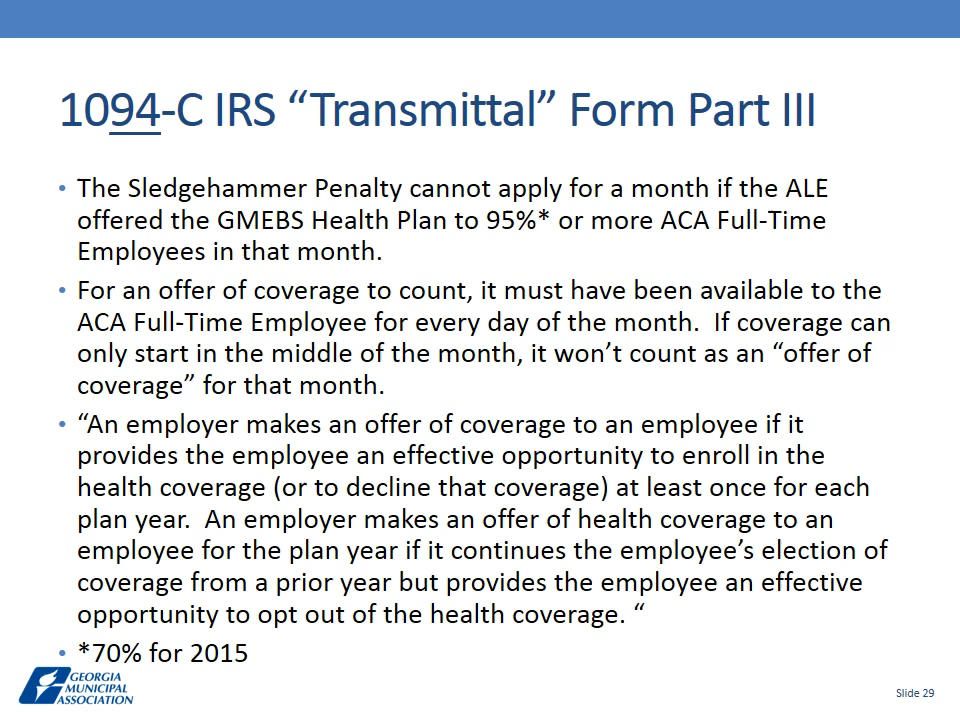 1094-C IRS “Transmittal” Form Part III
• The Sledgehammer Penalty cannot apply for a month if the ALE
offered the GMEBS Health Plan to 95%* or more ACA Full-Time
Employees in that month.
• For an offer of coverage to count, it must have been available to the
ACA Full-Time Employee for every day of the month.  If coverage can
only start in the middle of the month, it won’t count as an “offer of
coverage” for that month.
• “An employer makes an offer of coverage to an employee if it
provides the employee an effective opportunity to enroll in the
health coverage (or to decline that coverage) at least once for each
plan year.  An employer makes an offer of health coverage to an
employee for the plan year if it continues the employee’s election of
coverage from a prior year but provides the employee an effective
opportunity to opt out of the health coverage. “
• *70% for 2015
GEORGIA
MUNICIPAL
ASSOCIATION
Slide 29